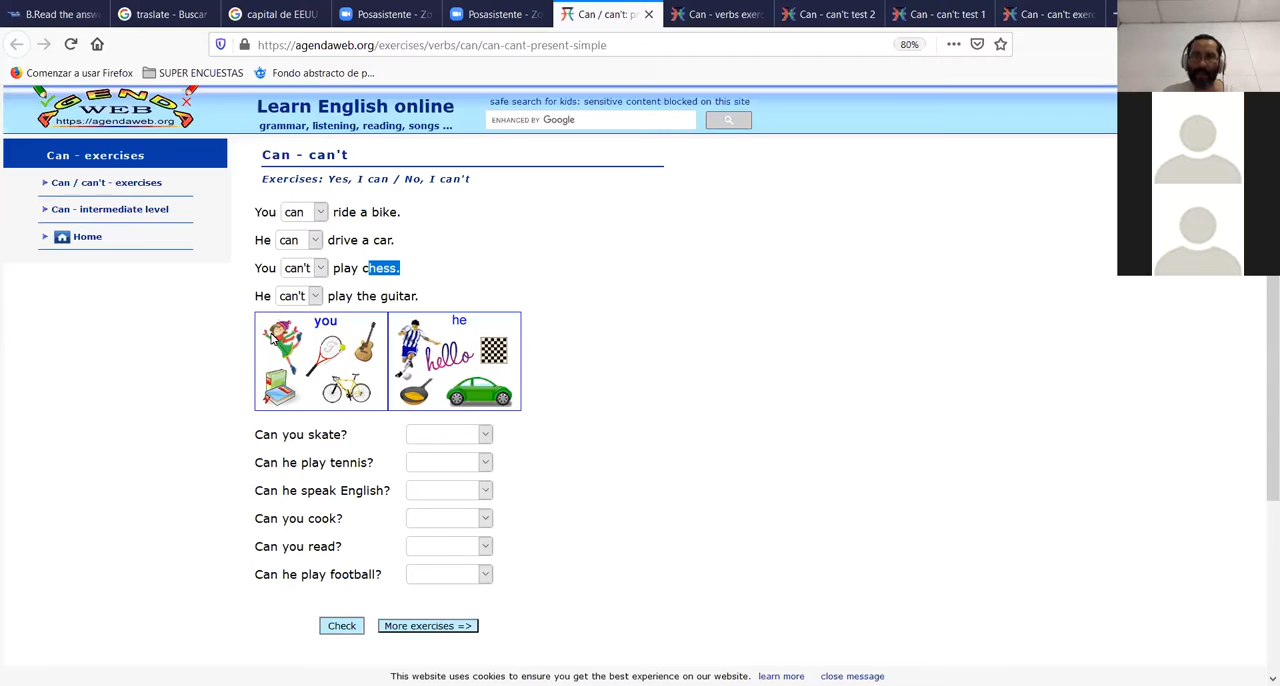 B.Read the answ
traslate - Buscar
capital de EEUU
Posasistente - Zo
Posasistente - Zo
Can / can't: p
Can - verbs exerc
Can - can't: test 2
Can - can't: test 1
Can - can't: exerc
https://agendaweb.org/exercises/verbs/can/can-cant-present-simple
80%
Comenzar a usar Firefox
SUPER ENCUESTAS
Fondo abstracto de p...
AGENDA
WEB
https://agendaweb.org
Learn English online
grammar, listening, reading, songs ...
safe search for kids: sensitive content blocked on this site
ENHANCED BY Google
Can - exercises
Can / can't - exercises
Can - intermediate level
Home
Can - can't
Exercises: Yes, I can / No, I can't
You can ride a bike.
He can drive a car.
You can't play chess.
He can't play the guitar.
you
he
hello
Can you skate?
Can he play tennis?
Can he speak English?
Can you cook?
Can you read?
Can he play football?
Check
More exercises =>
This website uses cookies to ensure you get the best experience on our website. learn more close message